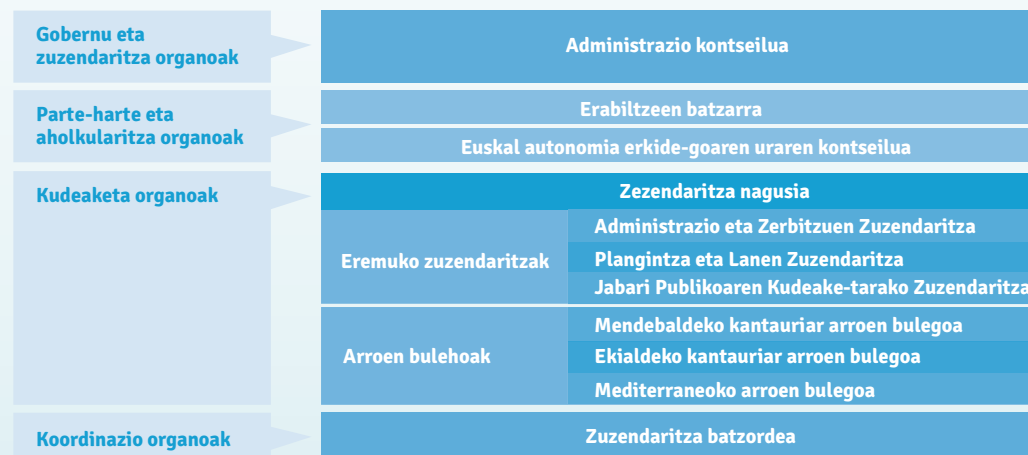 Gobernu eta
zuzendaritza organoak
Administrazio kontseilua
Parte-harte eta
aholkularitza organoak
Erabiltzeen batzarra
Euskal autonomia erkide-goaren uraren kontseilua
Kudeaketa organoak
Zezendaritza nagusia
Eremuko zuzendaritzak
Administrazio eta Zerbitzuen Zuzendaritza
Plangintza eta Lanen Zuzendaritza
Jabari Publikoaren Kudeake-tarako Zuzendaritza
Arroen bulehoak
Mendebaldeko kantauriar arroen bulegoa
Ekialdeko kantauriar arroen bulegoa
Mediterraneoko arroen bulegoa
Koordinazio organoak
Zuzendaritza batzordea